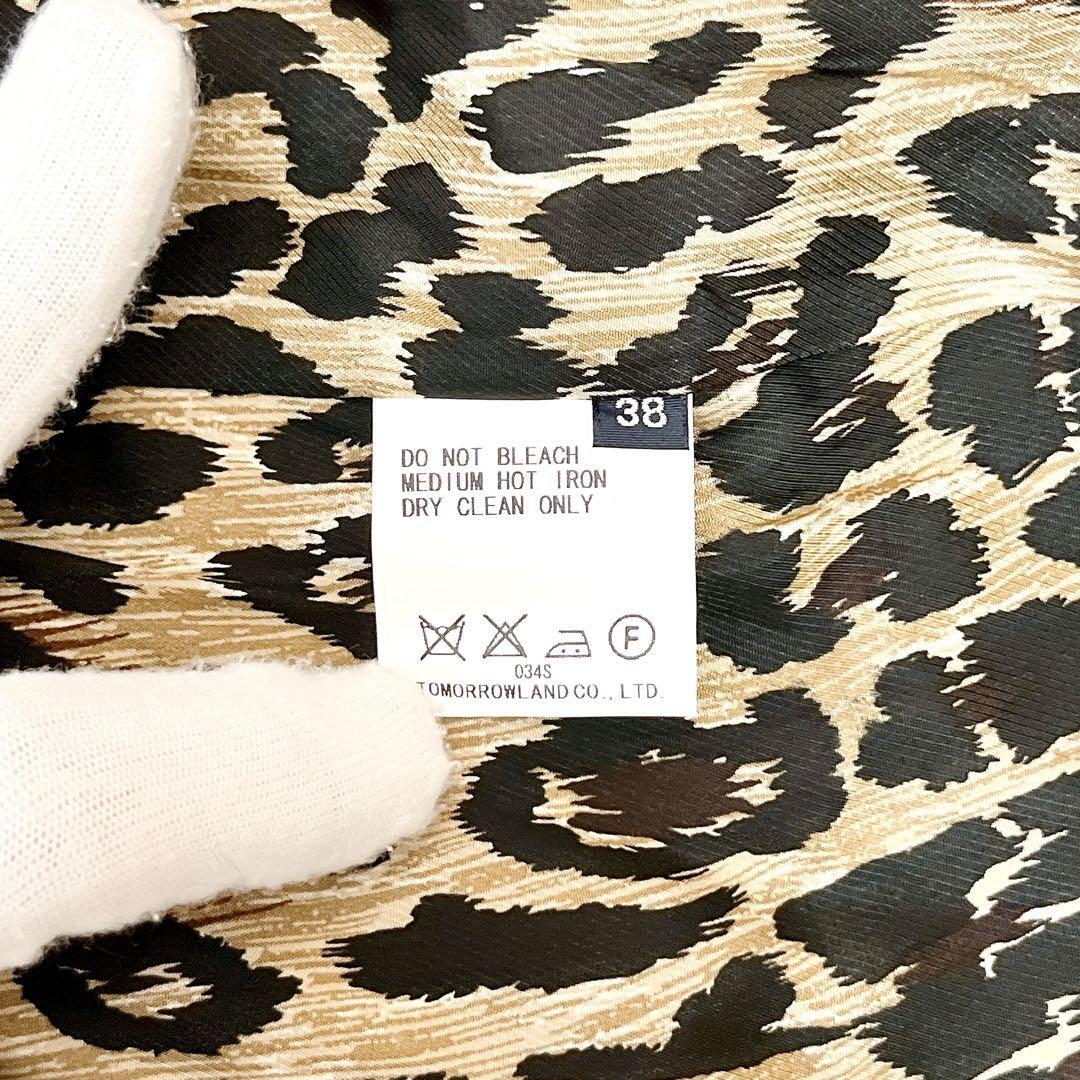 38
DO NOT BLEACH
MEDIUM HOT IRON
DRY CLEAN ONLY
F
034S
TOMORROWLAND CO., LTD.